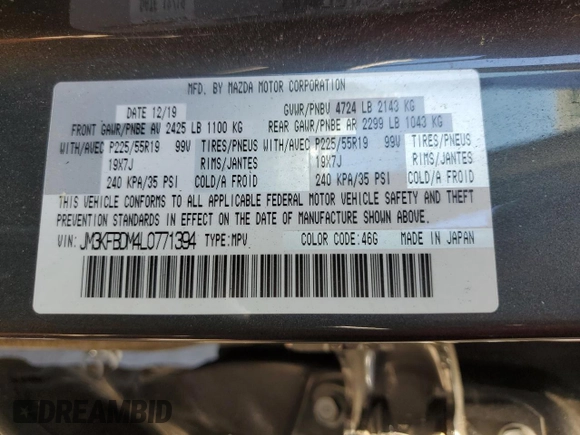 MFD. BY MAZDA MOTOR CORPORATION
DATE 12/19 GVWR/PNBV 4724 LB 2143 KG
FRONT GAWR/PNBE AV 2425 LB 1100 KG REAR GAWR/PNBE AR 2299 LB 1043 KG
WITH/AVEC P225/55R19 99V TIRES/PNEUS WITH/AVEC P225/55R19 99V TIRES/PNEUS
19X7J RIMS/JANTES 19X7J RIMS/JANTES
240 KPA/35 PSI COLD/A FROID 240 KPA/35 PSI COLD/A FROID
THIS VEHICLE CONFORMS TO ALL APPLICABLE FEDERAL MOTOR VEHICLE SAFETY AND THEFT
PREVENTION STANDARDS IN EFFECT ON THE DATE OF MANUFACTURE SHOWN ABOVE.
VIN: JM3KFBDM4L0771394 TYPE:MPV COLOR CODE:46G MADE IN JAPAN
DREAMBID